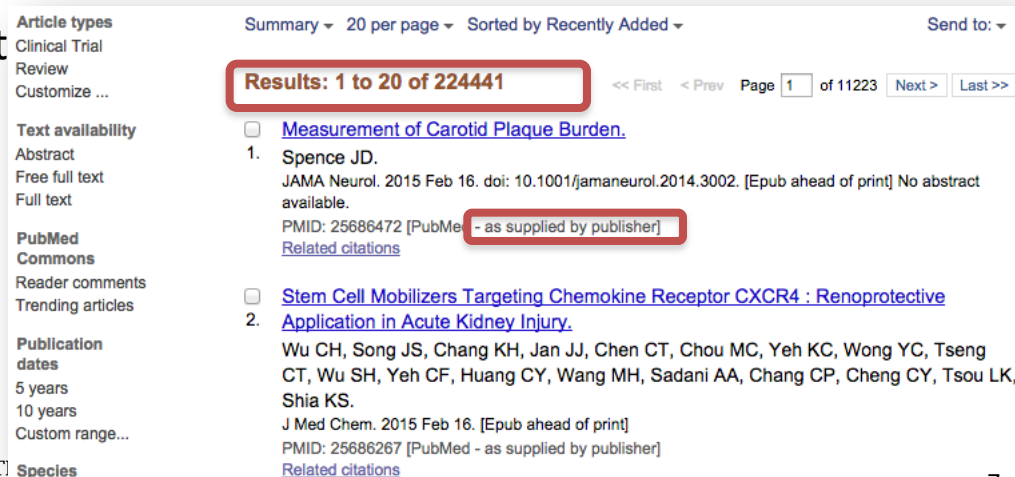 t
Article types
Clinical Trial
Review
Customize ...
Text availability
Abstract
Free full text
Full text
PubMed
Commons
Reader comments
Trending articles
Publication
dates
5 years
10 years
Custom range...
Species
Summary 20 per page Sorted by Recently Added Send to:
Results: 1 to 20 of 224441 << First < Prev Page 1 of 11223 Next > Last >>
Measurement of Carotid Plaque Burden.
1. Spence JD.
JAMA Neurol. 2015 Feb 16. doi: 10.1001/jamaneurol.2014.3002. [Epub ahead of print] No abstract
available.
PMID: 25686472 [PubMed - as supplied by publisher]
Related citations
Stem Cell Mobilizers Targeting Chemokine Receptor CXCR4 : Renoprotective
2. Application in Acute Kidney Injury.
Wu CH, Song JS, Chang KH, Jan JJ, Chen CT, Chou MC, Yeh KC, Wong YC, Tseng
CT, Wu SH, Yeh CF, Huang CY, Wang MH, Sadani AA, Chang CP, Cheng CY, Tsou LK,
Shia KS.
J Med Chem. 2015 Feb 16. [Epub ahead of print]
PMID: 25686267 [PubMed - as supplied by publisher]
Related citations